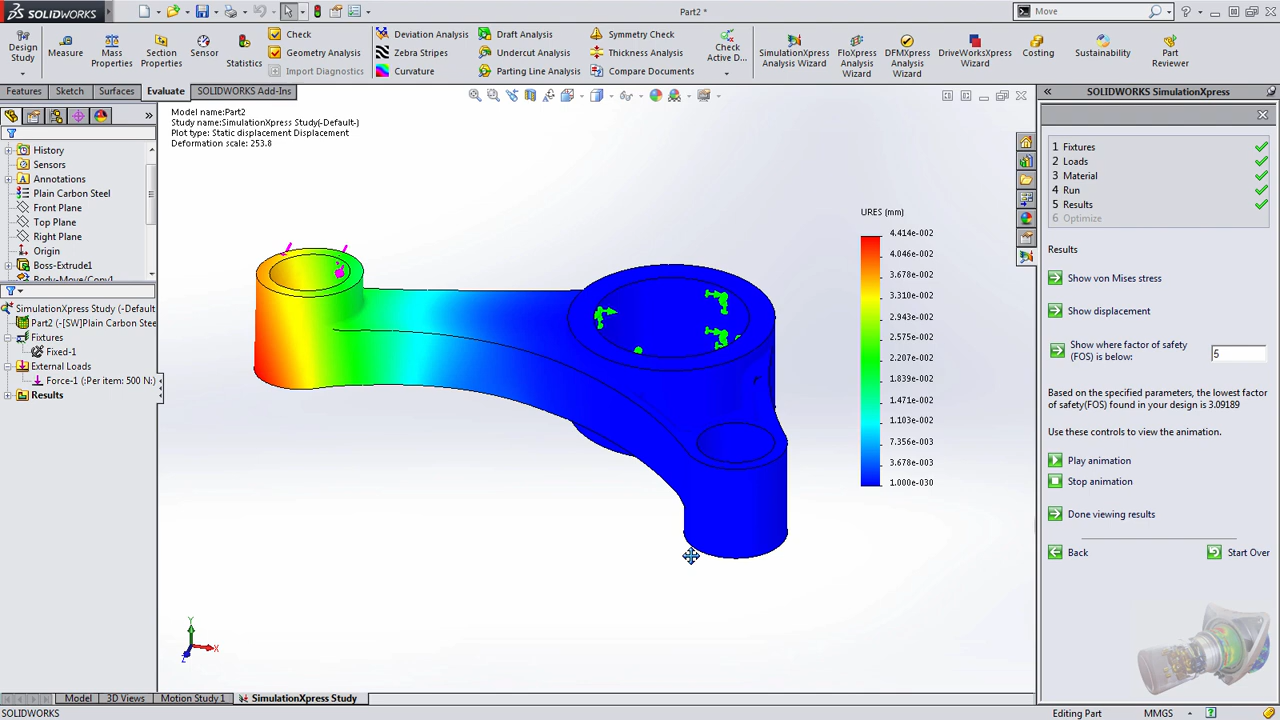 SOLIDWORKS
Part2 *
Move
Design Study
Measure
Mass Properties
Section Properties
Sensor
Statistics
Check
Geometry Analysis
Import Diagnostics
Deviation Analysis
Zebra Stripes
Curvature
Draft Analysis
Undercut Analysis
Parting Line Analysis
Symmetry Check
Thickness Analysis
Compare Documents
Check Active D...
SimulationXpress Analysis Wizard
FloXpress Analysis Wizard
DFMXpress Analysis Wizard
DriveWorksXpress Wizard
Costing
Sustainability
Part Reviewer
Features Sketch Surfaces Evaluate SOLIDWORKS Add-Ins
History
Sensors
Annotations
Plain Carbon Steel
Front Plane
Top Plane
Right Plane
Origin
Boss-Extrude1
Body-Move/Copy1
SimulationXpress Study (-Default
Part2 (-[SW]Plain Carbon Stee
Fixtures
Fixed-1
External Loads
Force-1 (:Per item: 500 N:)
Results
Model name:Part2
Study name:SimulationXpress Study(-Default-)
Plot type: Static displacement Displacement
Deformation scale: 253.8
URES (mm)
4.414e-002
4.046e-002
3.678e-002
3.310e-002
2.943e-002
2.575e-002
2.207e-002
1.839e-002
1.471e-002
1.103e-002
7.356e-003
3.678e-003
1.000e-030
Y
X
Z
SOLIDWORKS SimulationXpress
1 Fixtures
2 Loads
3 Material
4 Run
5 Results
6 Optimize
Results
Show von Mises stress
Show displacement
Show where factor of safety
(FOS) is below: 5
Based on the specified parameters, the lowest factor
of safety(FOS) found in your design is 3.09189
Use these controls to view the animation.
Play animation
Stop animation
Done viewing results
Back Start Over
Model 3D Views Motion Study 1 SimulationXpress Study
SOLIDWORKS Editing Part MMGS